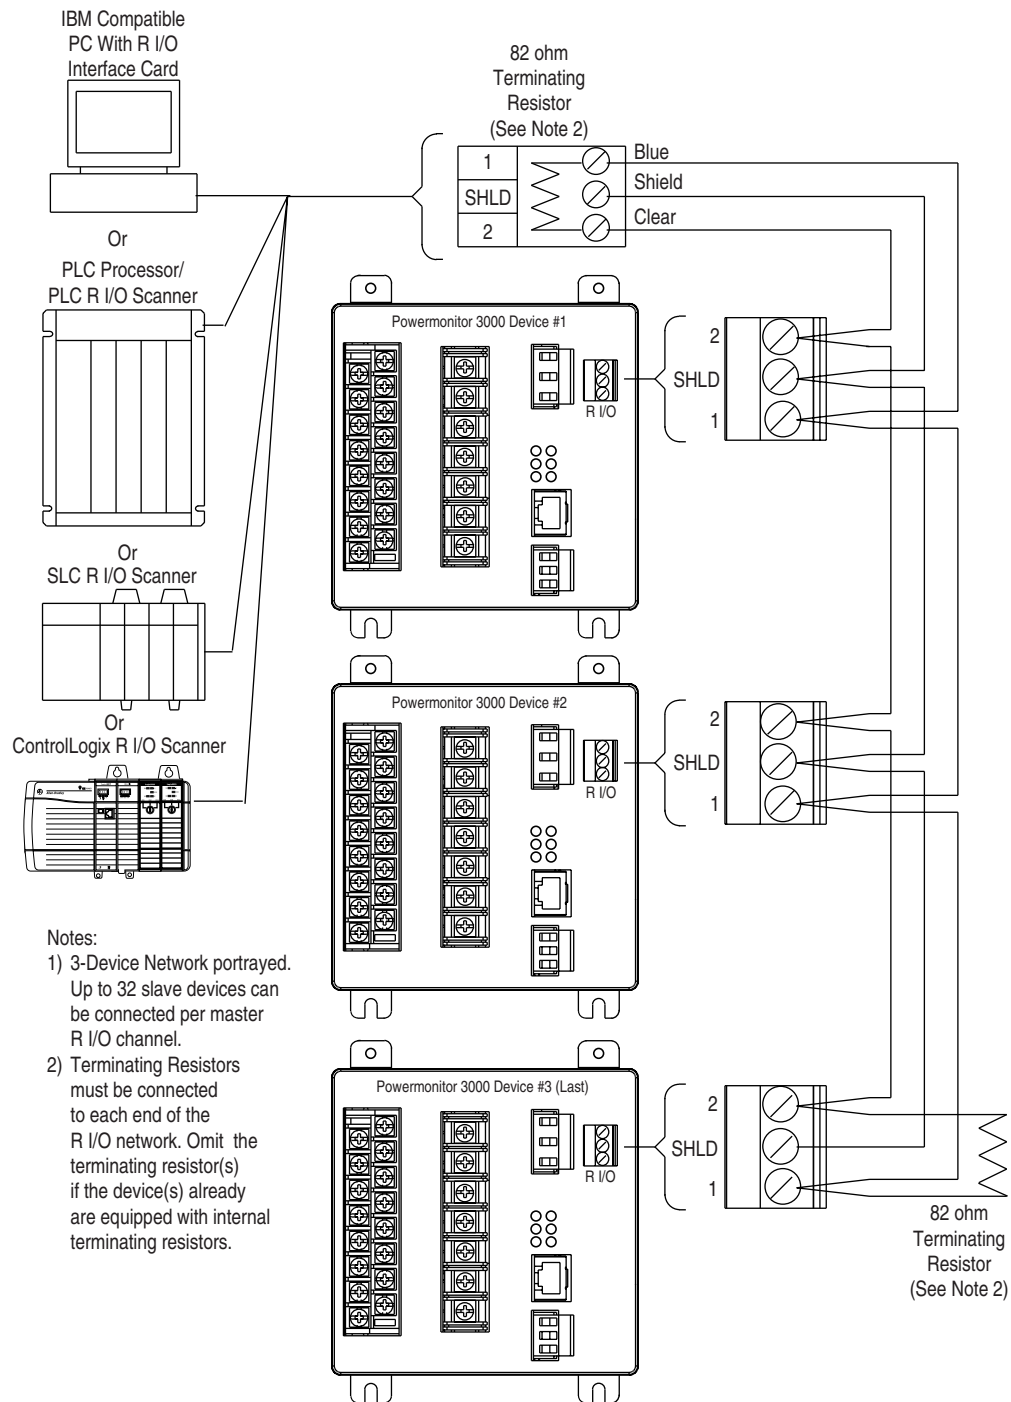 IBM Compatible
PC With R I/O
Interface Card
82 ohm
Terminating
Resistor
(See Note 2)
1
SHLD
2
Blue
Shield
Clear
Or
PLC Processor/
PLC R I/O Scanner
Powermonitor 3000 Device #1
R I/O
2
SHLD
1
Or
SLC R I/O Scanner
Powermonitor 3000 Device #2
R I/O
2
SHLD
1
Or
ControlLogix R I/O Scanner
Notes:
1) 3-Device Network portrayed.
Up to 32 slave devices can
be connected per master
R I/O channel.
2) Terminating Resistors
must be connected
to each end of the
R I/O network. Omit the
terminating resistor(s)
if the device(s) already
are equipped with internal
terminating resistors.
Powermonitor 3000 Device #3 (Last)
R I/O
2
SHLD
1
82 ohm
Terminating
Resistor
(See Note 2)